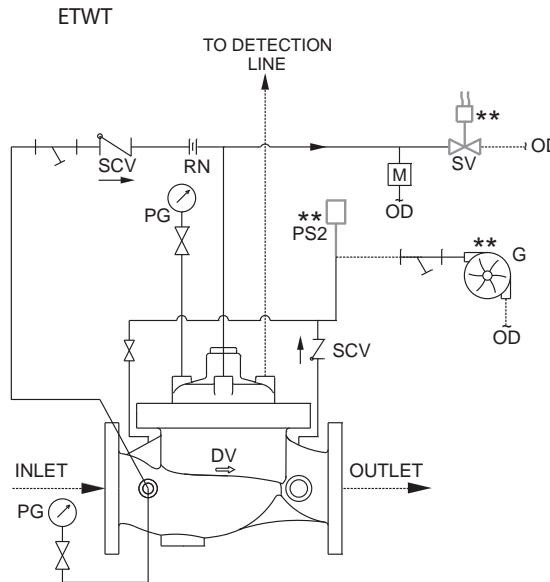 ETWT
TO DETECTION
LINE
**
SCV
RN
SV
OD
M
PG
OD
**
PS2
**
G
SCV
OD
DV
INLET
OUTLET
PG